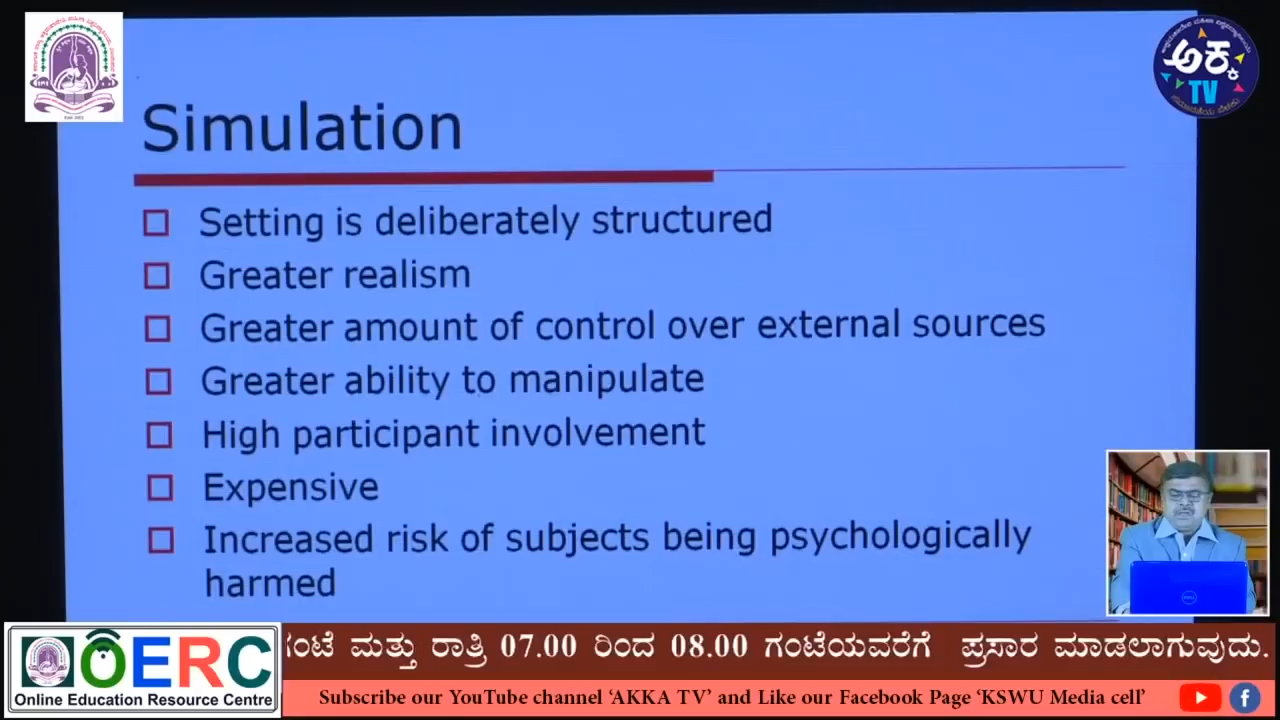 ಅಕ್ಕ
TV
Simulation
Setting is deliberately structured
Greater realism
Greater amount of control over external sources
Greater ability to manipulate
High participant involvement
Expensive
Increased risk of subjects being psychologically
harmed
DELL
OERC
Online Education Resource Centre
ಗಂಟೆ ಮತ್ತು ರಾತ್ರಿ 07.00 ರಿಂದ 08.00 ಗಂಟೆಯವರೆಗೆ ಪ್ರಸಾರ ಮಾಡಲಾಗುವುದು.
Subscribe our YouTube channel ‘AKKA TV’ and Like our Facebook Page ‘KSWU Media cell’